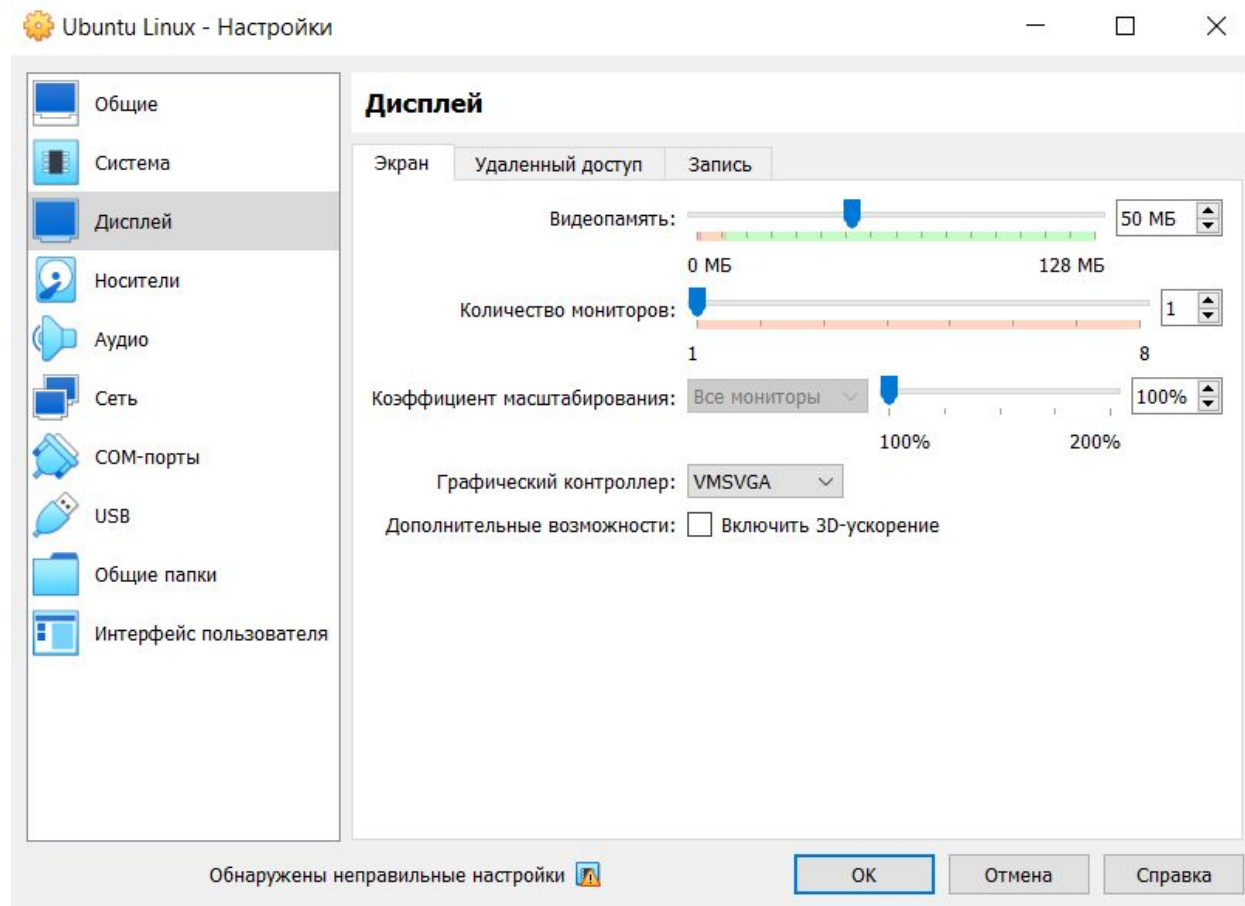 Ubuntu Linux - Настройки
Общие
Система
Дисплей
Носители
Аудио
Сеть
COM-порты
USB
Общие папки
Интерфейс пользователя
Дисплей
Экран Удаленный доступ Запись
Видеопамять: 50 МБ
0 МБ 128 МБ
Количество мониторов: 1
1 8
Коэффициент масштабирования: Все мониторы 100%
100% 200%
Графический контроллер: VMSVGA
Дополнительные возможности: Включить 3D-ускорение
Обнаружены неправильные настройки OK Отмена Справка